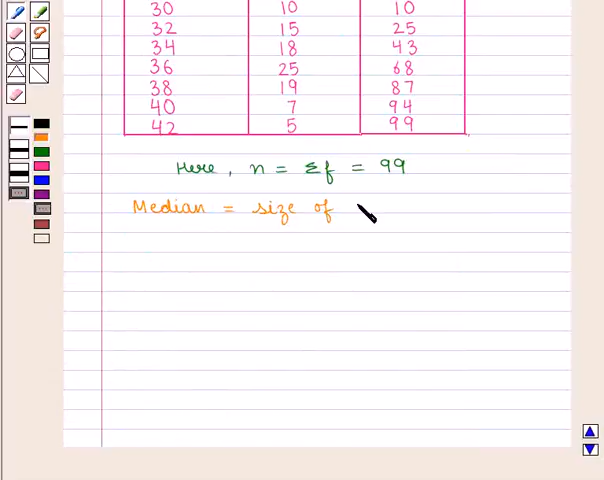 30 10 10
32 15 25
34 18 43
36 25 68
38 19 87
40 7 94
42 5 99
Here, n = Σf = 99
Median = size of